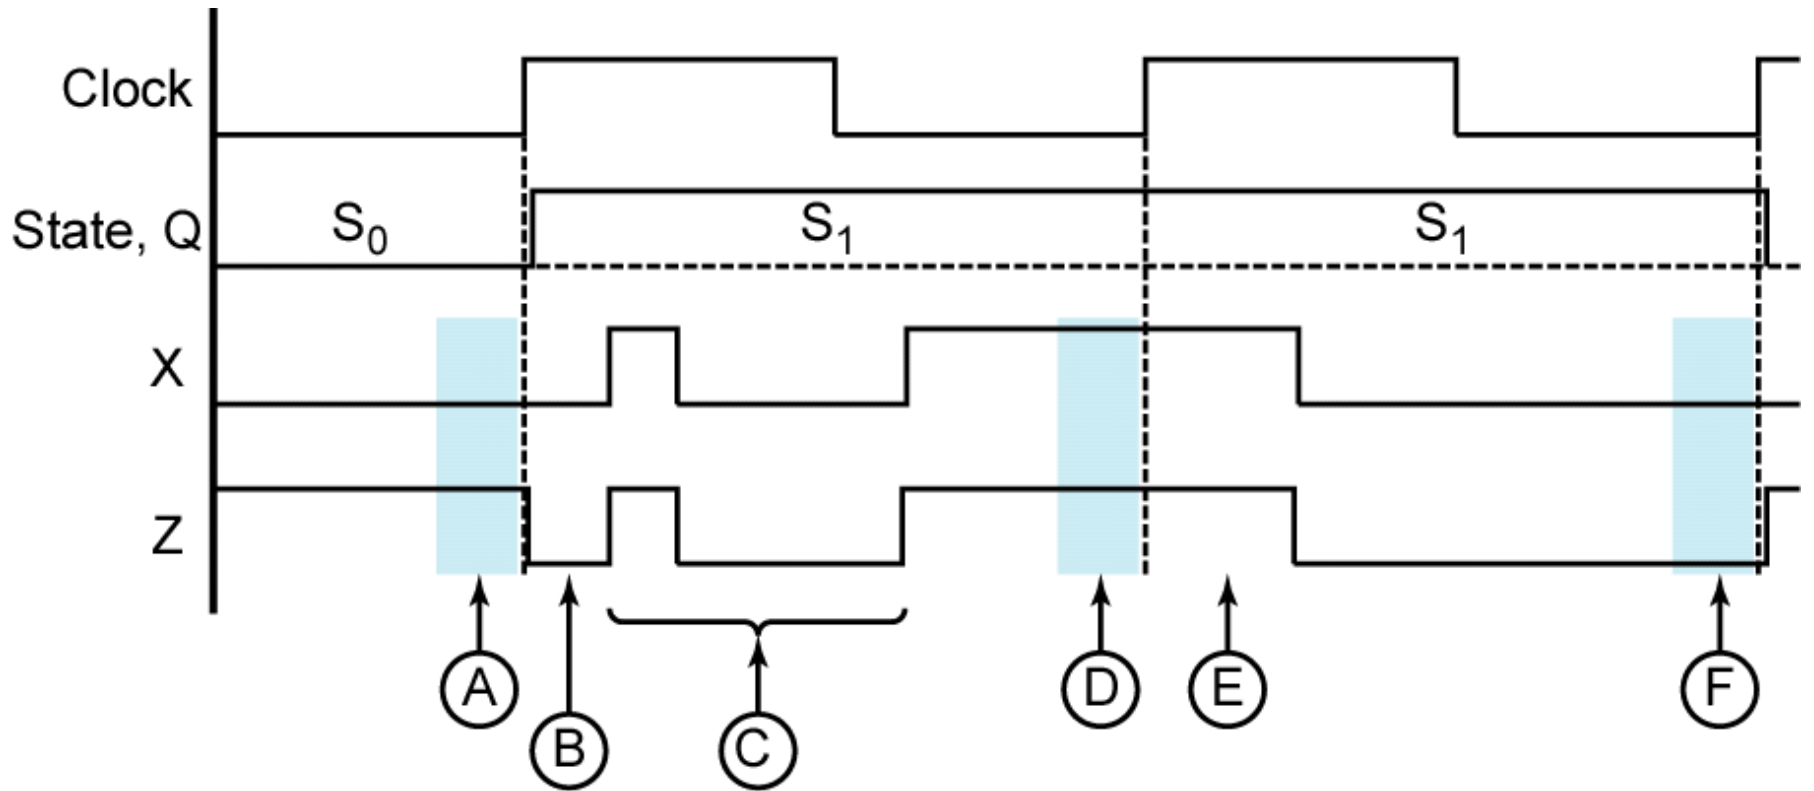 Clock
State, Q
S₀ S₁ S₁
X
Z
A D E F
B C